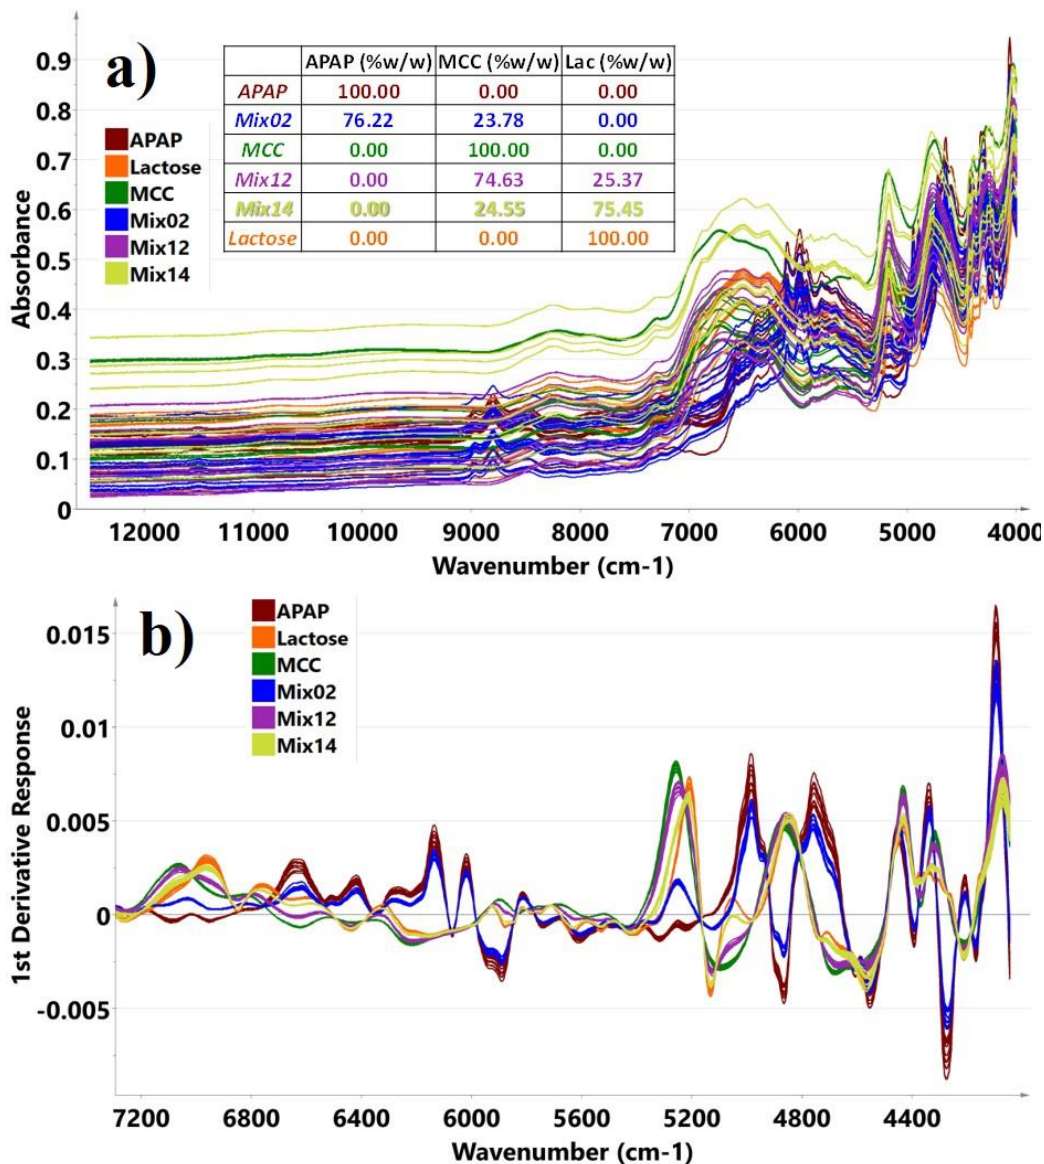 a)
APAP (%w/w) MCC (%w/w) Lac (%w/w)
APAP 100.00 0.00 0.00
Mix02 76.22 23.78 0.00
MCC 0.00 100.00 0.00
Mix12 0.00 74.63 25.37
Mix14 0.00 24.55 75.45
Lactose 0.00 0.00 100.00
APAP
Lactose
MCC
Mix02
Mix12
Mix14
Absorbance
0.9
0.8
0.7
0.6
0.5
0.4
0.3
0.2
0.1
0
12000 11000 10000 9000 8000 7000 6000 5000 4000
Wavenumber (cm-1)
b)
APAP
Lactose
MCC
Mix02
Mix12
Mix14
1st Derivative Response
0.015
0.01
0.005
0
-0.005
7200 6800 6400 6000 5600 5200 4800 4400
Wavenumber (cm-1)